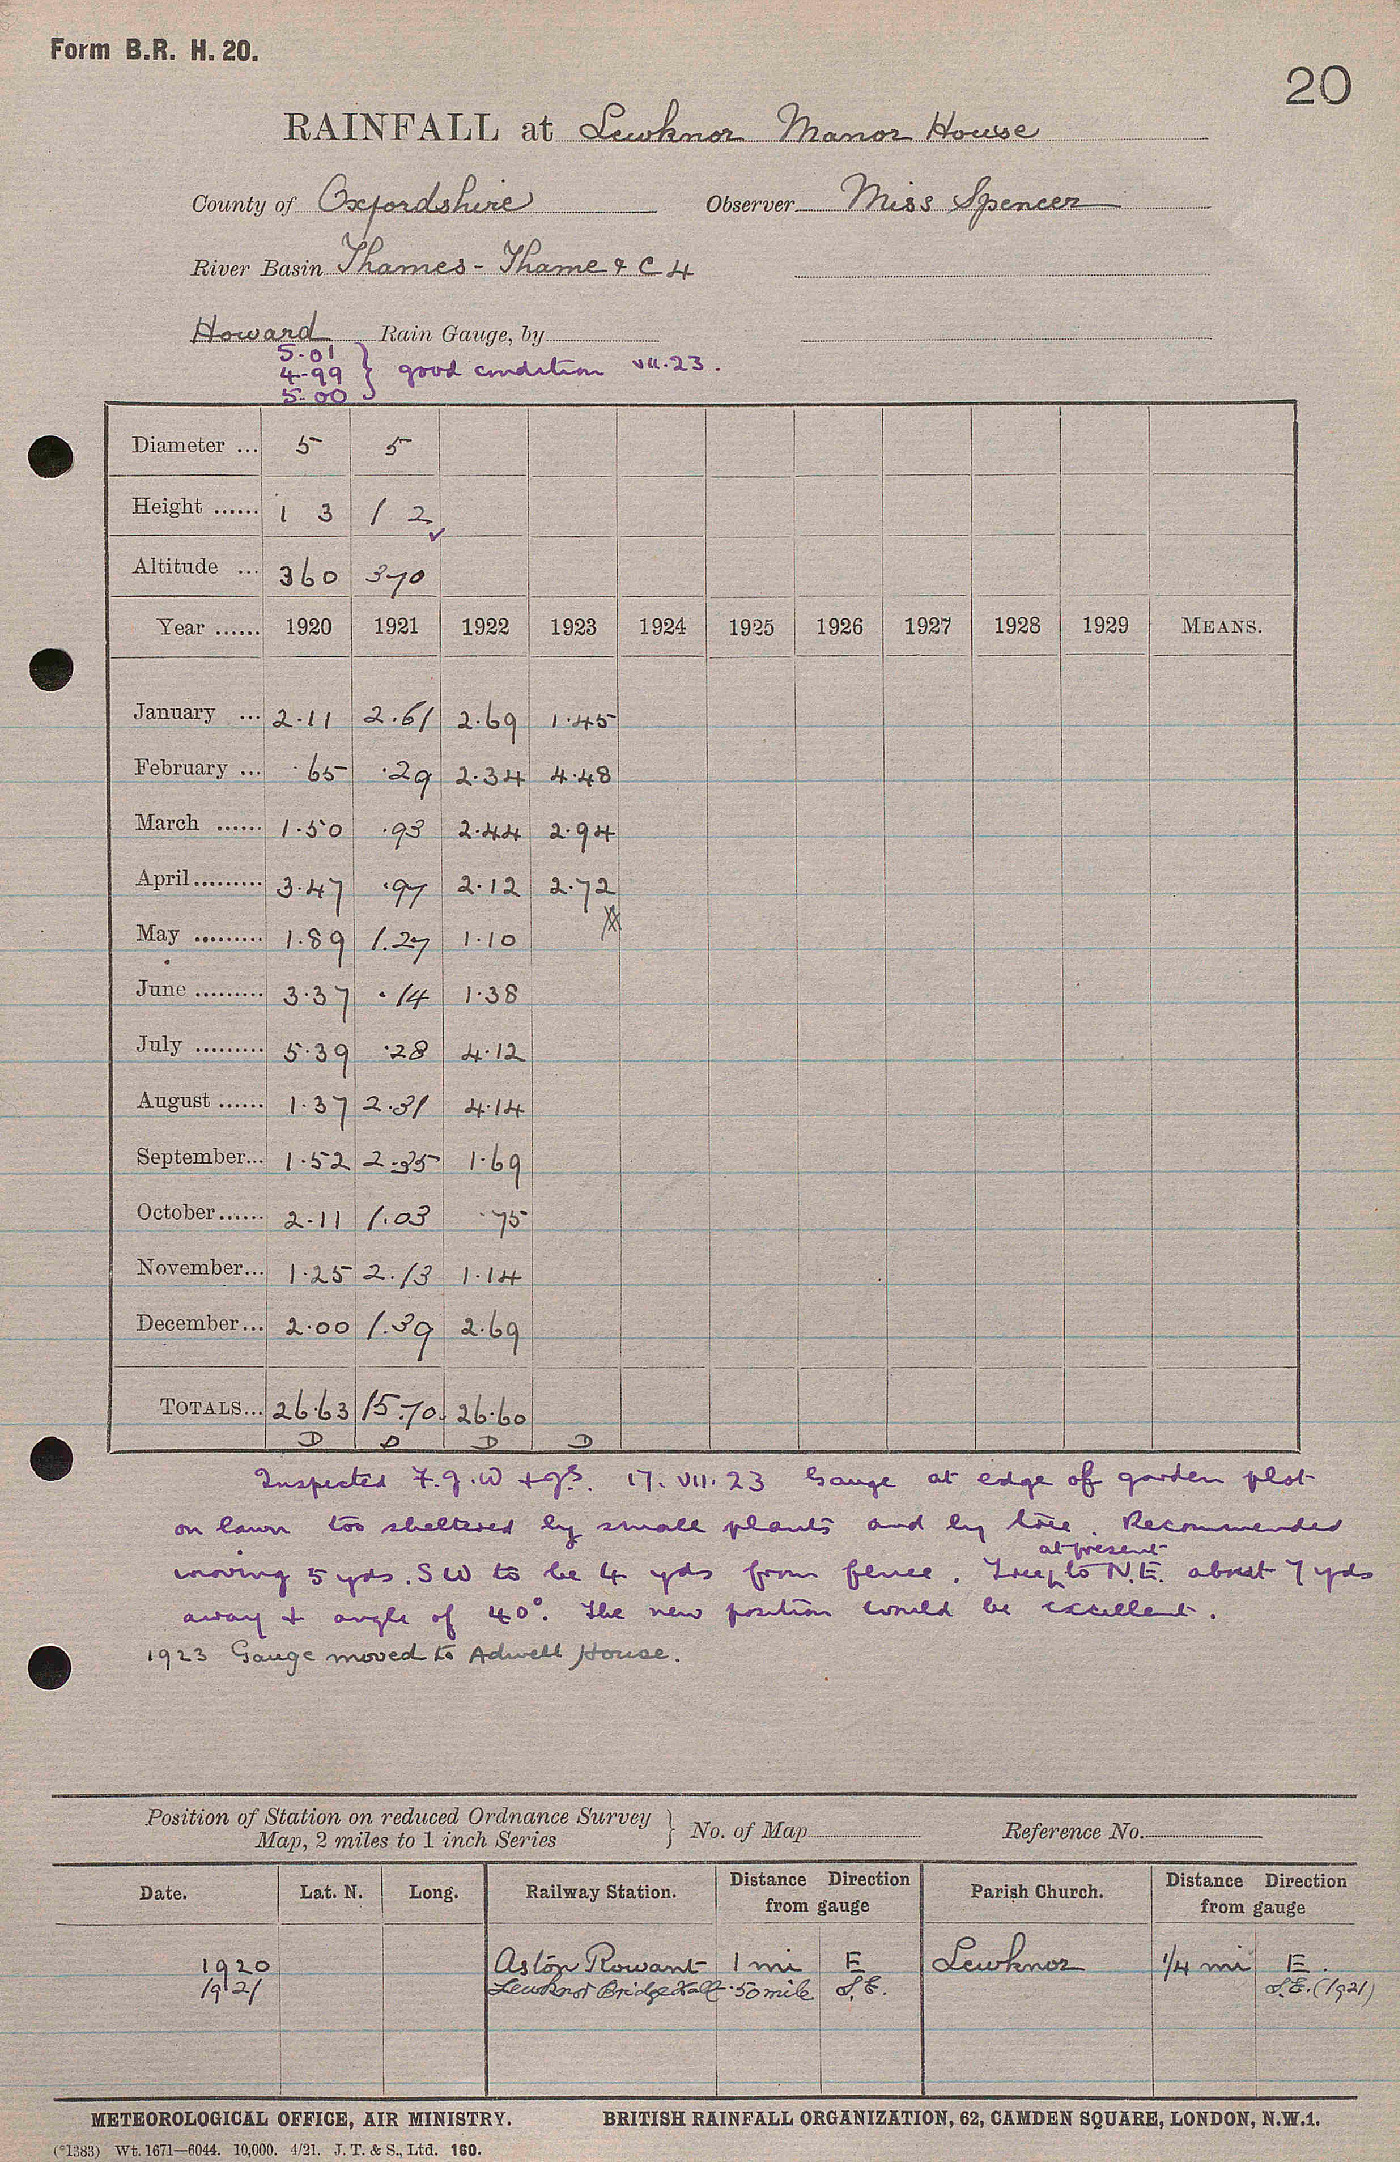 Form B.R. H. 20.
20
RAINFALL at Lewknor Manor House
County of Oxfordshire Observer Miss Spencer
River Basin Thames - Thame & C 4
Howard Rain Gauge, by
5.01
4.99 } good condition VII.23.
5.00
Diameter ... 5 5
Height ...... 1 3 1 2
Altitude ... 360 370
Year ...... 1920 1921 1922 1923 1924 1925 1926 1927 1928 1929 MEANS.
January ... 2.11 2.61 2.69 1.45
February ... .65 .29 2.34 4.48
March ...... 1.50 .93 2.44 2.94
April......... 3.47 .97 2.12 2.72
May ......... 1.89 1.27 1.10
June ......... 3.37 .14 1.38
July ......... 5.39 .28 4.12
August ...... 1.37 2.31 4.14
September... 1.52 2.35 1.69
October...... 2.11 1.03 .75
November... 1.25 2.13 1.14
December... 2.00 1.39 2.69
TOTALS... 26.63 15.70. 26.60
D D D D
Inspected F.J.W + 17.VII.23 Gauge at edge of garden plot
on lawn too sheltered by small plants and by tree. Recommended
moving 5 yds. SW to be 4 yds from fence. Tree at present to N.E. about 7 yds
away & angle of 40°. The new position would be excellent.
1923 Gauge moved to Adwell House.
Position of Station on reduced Ordnance Survey
Map, 2 miles to 1 inch Series } No. of Map Reference No.
Date. Lat. N. Long. Railway Station. Distance Direction from gauge Parish Church. Distance Direction from gauge
1920 Aston Rowant 1 mi E Lewknor 1/4 mi E.
1921 Lewknor Bridge Halt .50 mile S.E. S.E. (1921)
METEOROLOGICAL OFFICE, AIR MINISTRY. BRITISH RAINFALL ORGANIZATION, 62, CAMDEN SQUARE, LONDON, N.W.1.
(*1383) Wt. 1671—6044. 10,000. 4/21. J. T. & S., Ltd. 160.